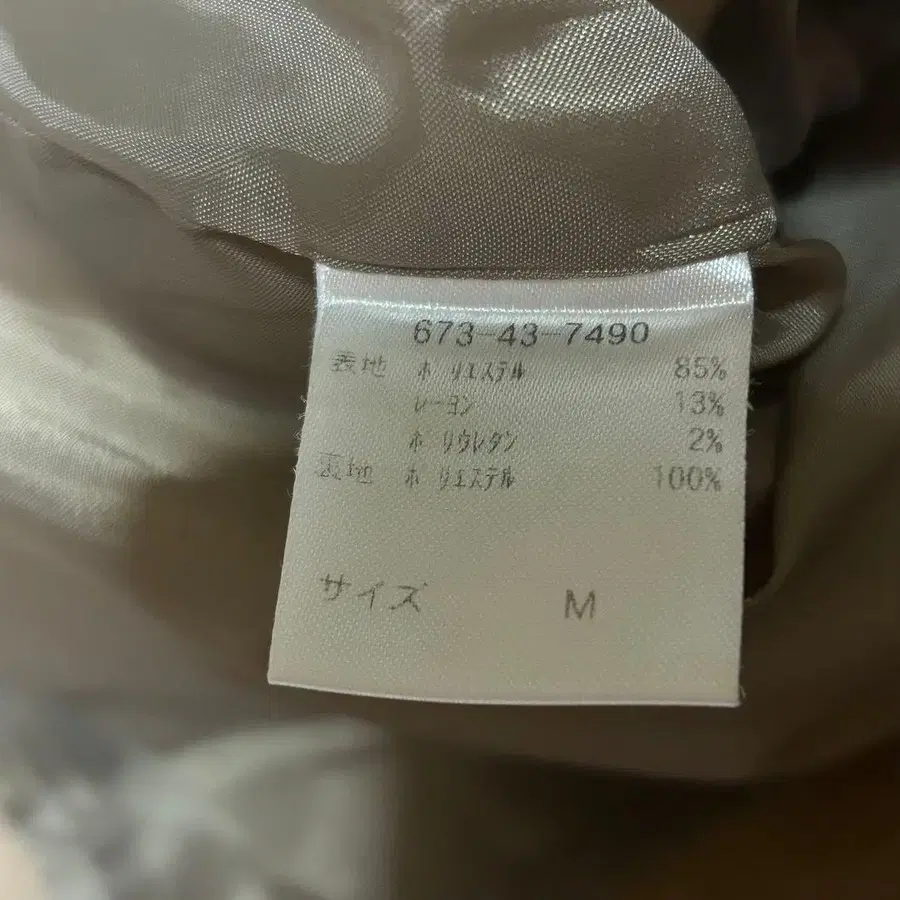 673-43-7490
表地 ポリエステル 85%
レーヨン 13%
ポリウレタン 2%
裏地 ポリエステル 100%
サイズ M